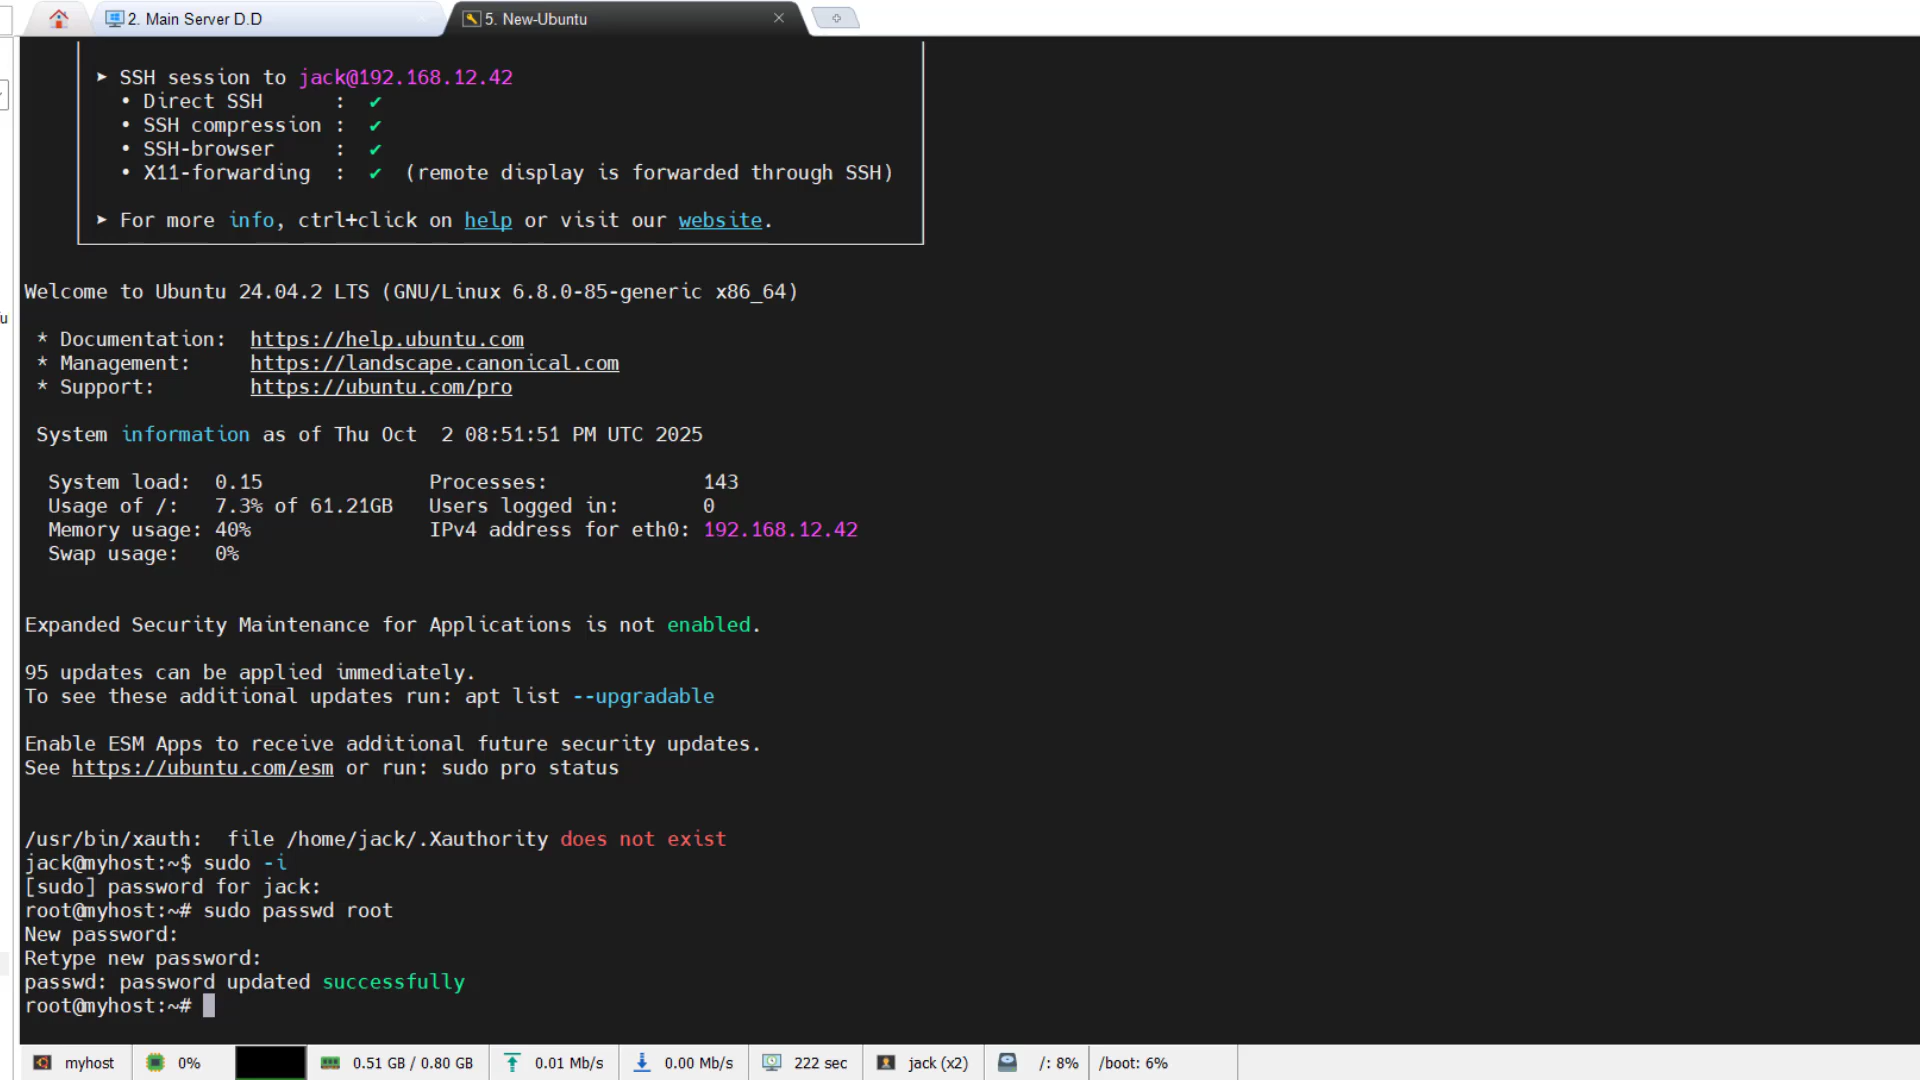 2. Main Server D.D
5. New-Ubuntu
➤ SSH session to jack@192.168.12.42
• Direct SSH : ✔
• SSH compression : ✔
• SSH-browser : ✔
• X11-forwarding : ✔ (remote display is forwarded through SSH)
➤ For more info, ctrl+click on help or visit our website.
Welcome to Ubuntu 24.04.2 LTS (GNU/Linux 6.8.0-85-generic x86_64)
* Documentation: https://help.ubuntu.com
* Management: https://landscape.canonical.com
* Support: https://ubuntu.com/pro
System information as of Thu Oct 2 08:51:51 PM UTC 2025
System load: 0.15 Processes: 143
Usage of /: 7.3% of 61.21GB Users logged in: 0
Memory usage: 40% IPv4 address for eth0: 192.168.12.42
Swap usage: 0%
Expanded Security Maintenance for Applications is not enabled.
95 updates can be applied immediately.
To see these additional updates run: apt list --upgradable
Enable ESM Apps to receive additional future security updates.
See https://ubuntu.com/esm or run: sudo pro status
/usr/bin/xauth: file /home/jack/.Xauthority does not exist
jack@myhost:~$ sudo -i
[sudo] password for jack:
root@myhost:~# sudo passwd root
New password:
Retype new password:
passwd: password updated successfully
root@myhost:~#
myhost 0% 0.51 GB / 0.80 GB 0.01 Mb/s 0.00 Mb/s 222 sec jack (x2) /: 8% /boot: 6%